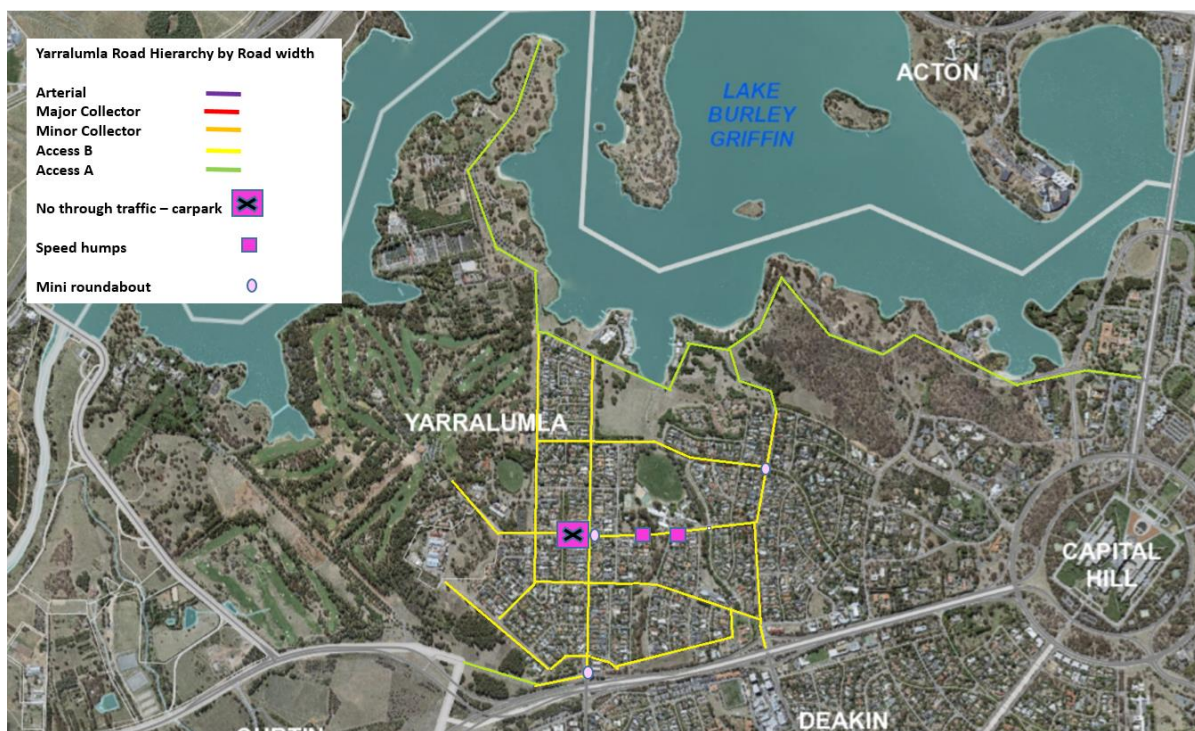 Yarralumla Road Hierarchy by Road width
Arterial
Major Collector
Minor Collector
Access B
Access A
No through traffic – carpark
Speed humps
Mini roundabout
ACTON
LAKE
BURLEY
GRIFFIN
YARRALUMLA
CAPITAL
HILL
DEAKIN